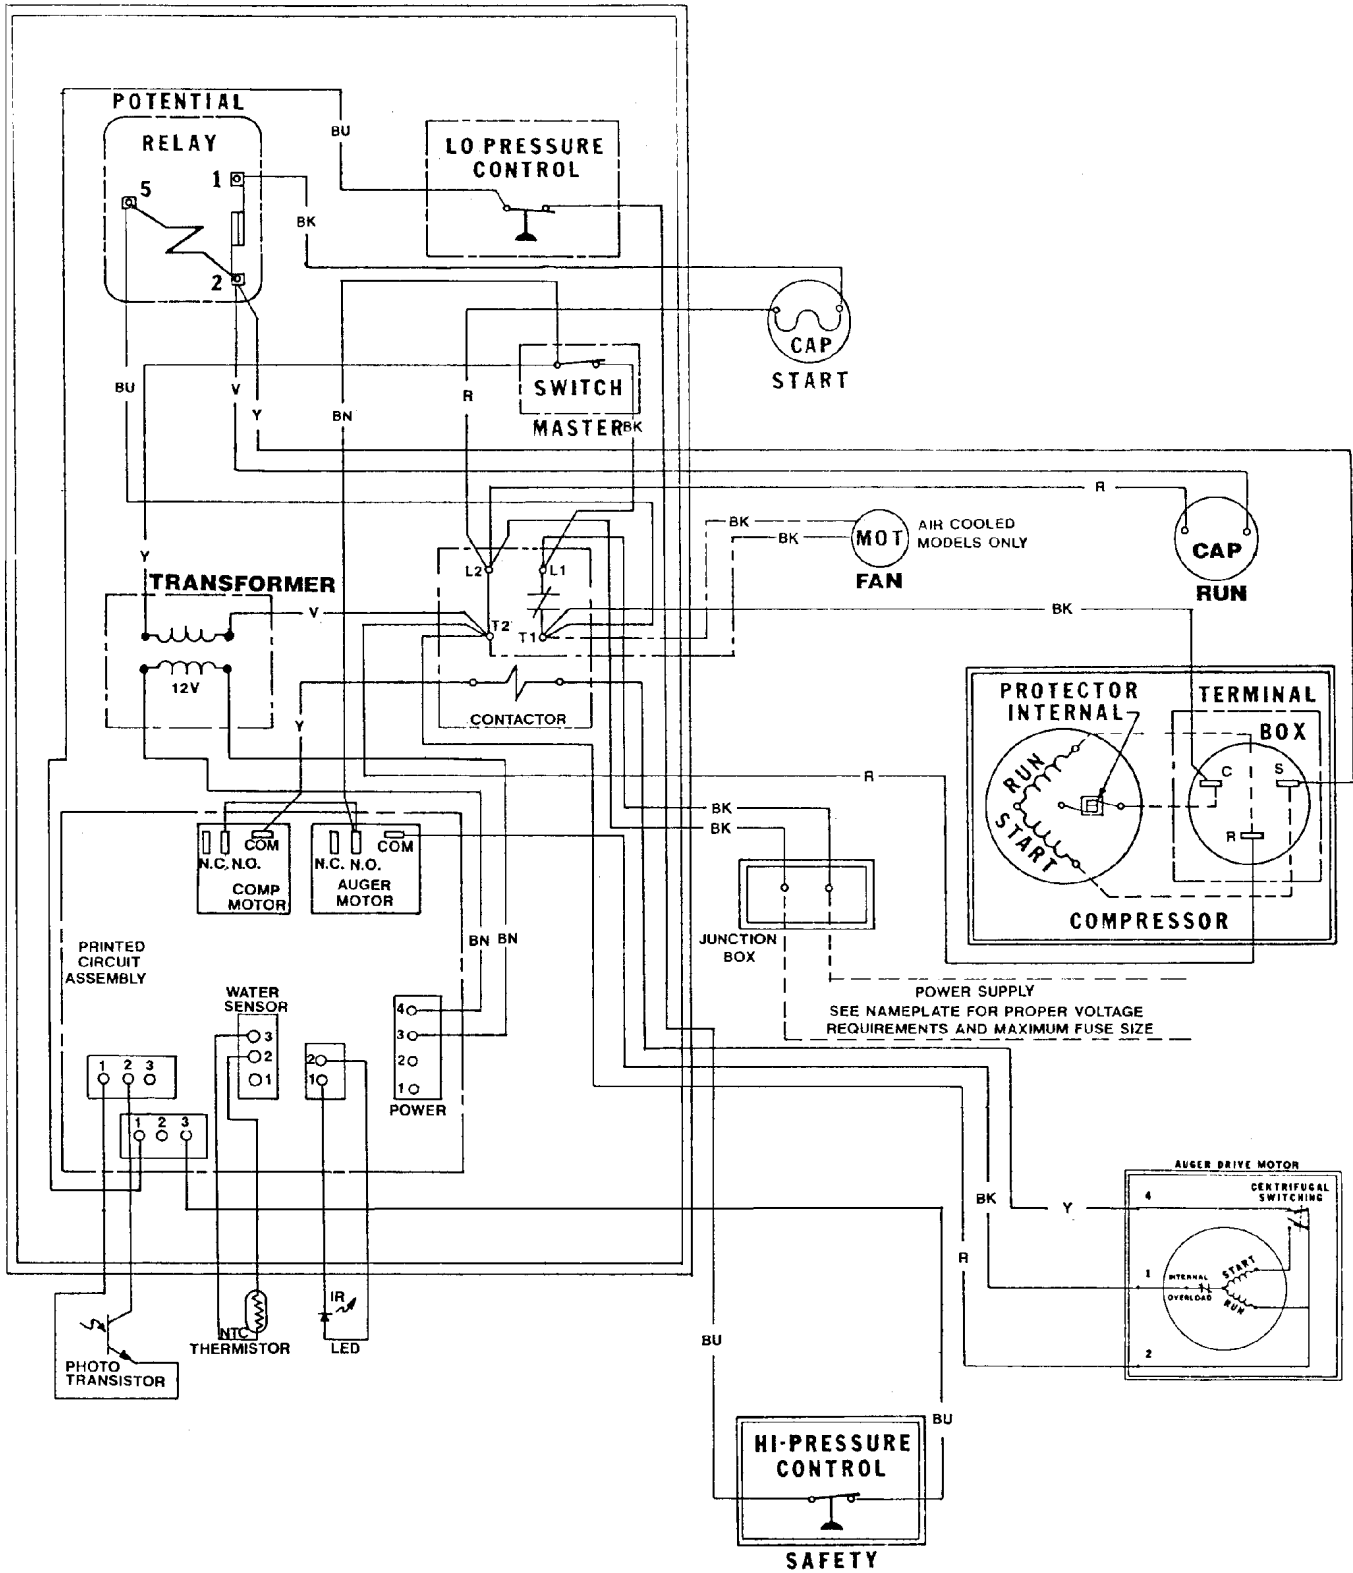 POTENTIAL
RELAY
1
5
2
BU
LO PRESSURE
CONTROL
BK
CAP
START
BU
V
Y
BN
R
SWITCH
MASTER
BK
R
CAP
RUN
BK
BK
MOT
FAN
AIR COOLED
MODELS ONLY
Y
TRANSFORMER
V
12V
L2
L1
T2
T1
BK
CONTACTOR
Y
PROTECTOR
INTERNAL
TERMINAL
BOX
RUN
START
C
S
R
COMPRESSOR
R
BK
BK
JUNCTION
BOX
POWER SUPPLY
SEE NAMEPLATE FOR PROPER VOLTAGE
REQUIREMENTS AND MAXIMUM FUSE SIZE
N.C. N.O.
COM
COMP
MOTOR
N.C. N.O.
COM
AUGER
MOTOR
PRINTED
CIRCUIT
ASSEMBLY
BN
BN
WATER
SENSOR
3
2
1
2
1
4
3
2
1
POWER
1 2 3
1 2 3
AUGER DRIVE MOTOR
4
CENTRIFUGAL
SWITCHING
1
INTERNAL
OVERLOAD
START
RUN
2
BK
Y
R
IR
LED
NTC
THERMISTOR
PHOTO
TRANSISTOR
BU
BU
HI-PRESSURE
CONTROL
SAFETY